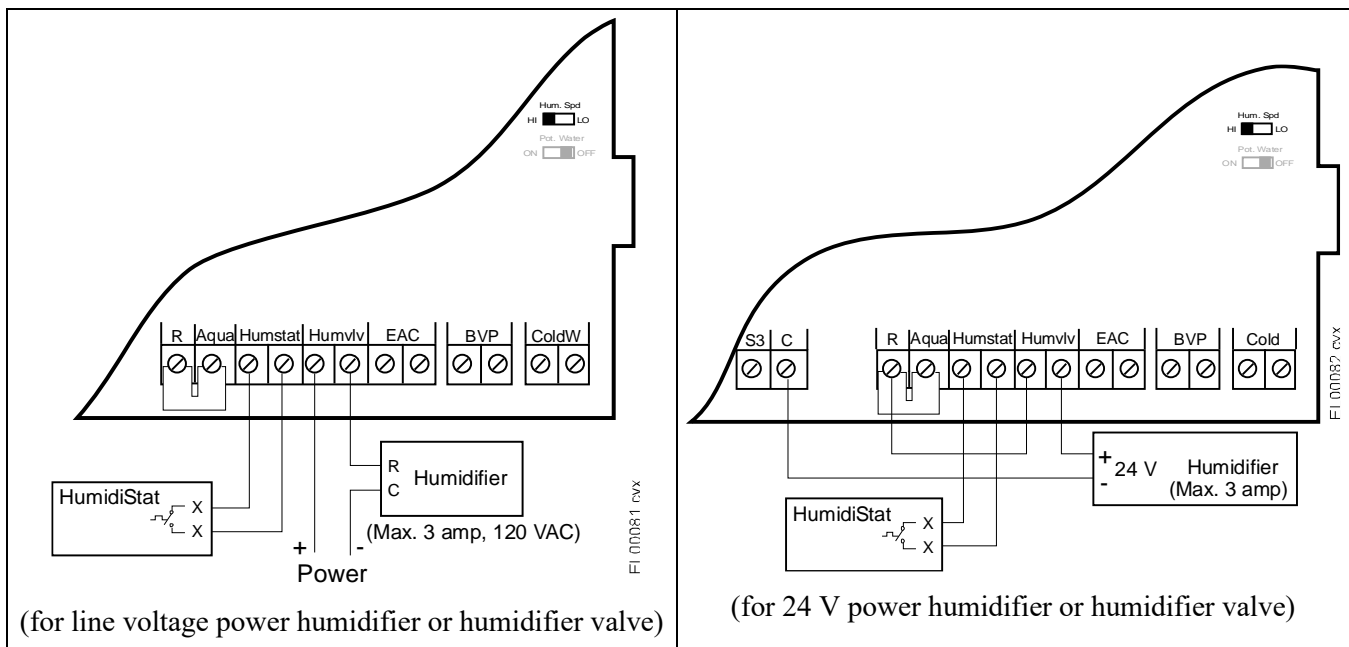 Hum. Spd
HI LO
Pot. Water
ON OFF
R Aqua Humstat Humvlv EAC BVP ColdW
HumidiStat
X
X
R
C
Humidifier
(Max. 3 amp, 120 VAC)
+ -
Power
FI 00081 cvx
(for line voltage power humidifier or humidifier valve)
Hum. Spd
HI LO
Pot. Water
ON OFF
S3 C R Aqua Humstat Humvlv EAC BVP Cold
+
-
24 V
Humidifier
(Max. 3 amp)
HumidiStat
X
X
FI 00082 cvx
(for 24 V power humidifier or humidifier valve)